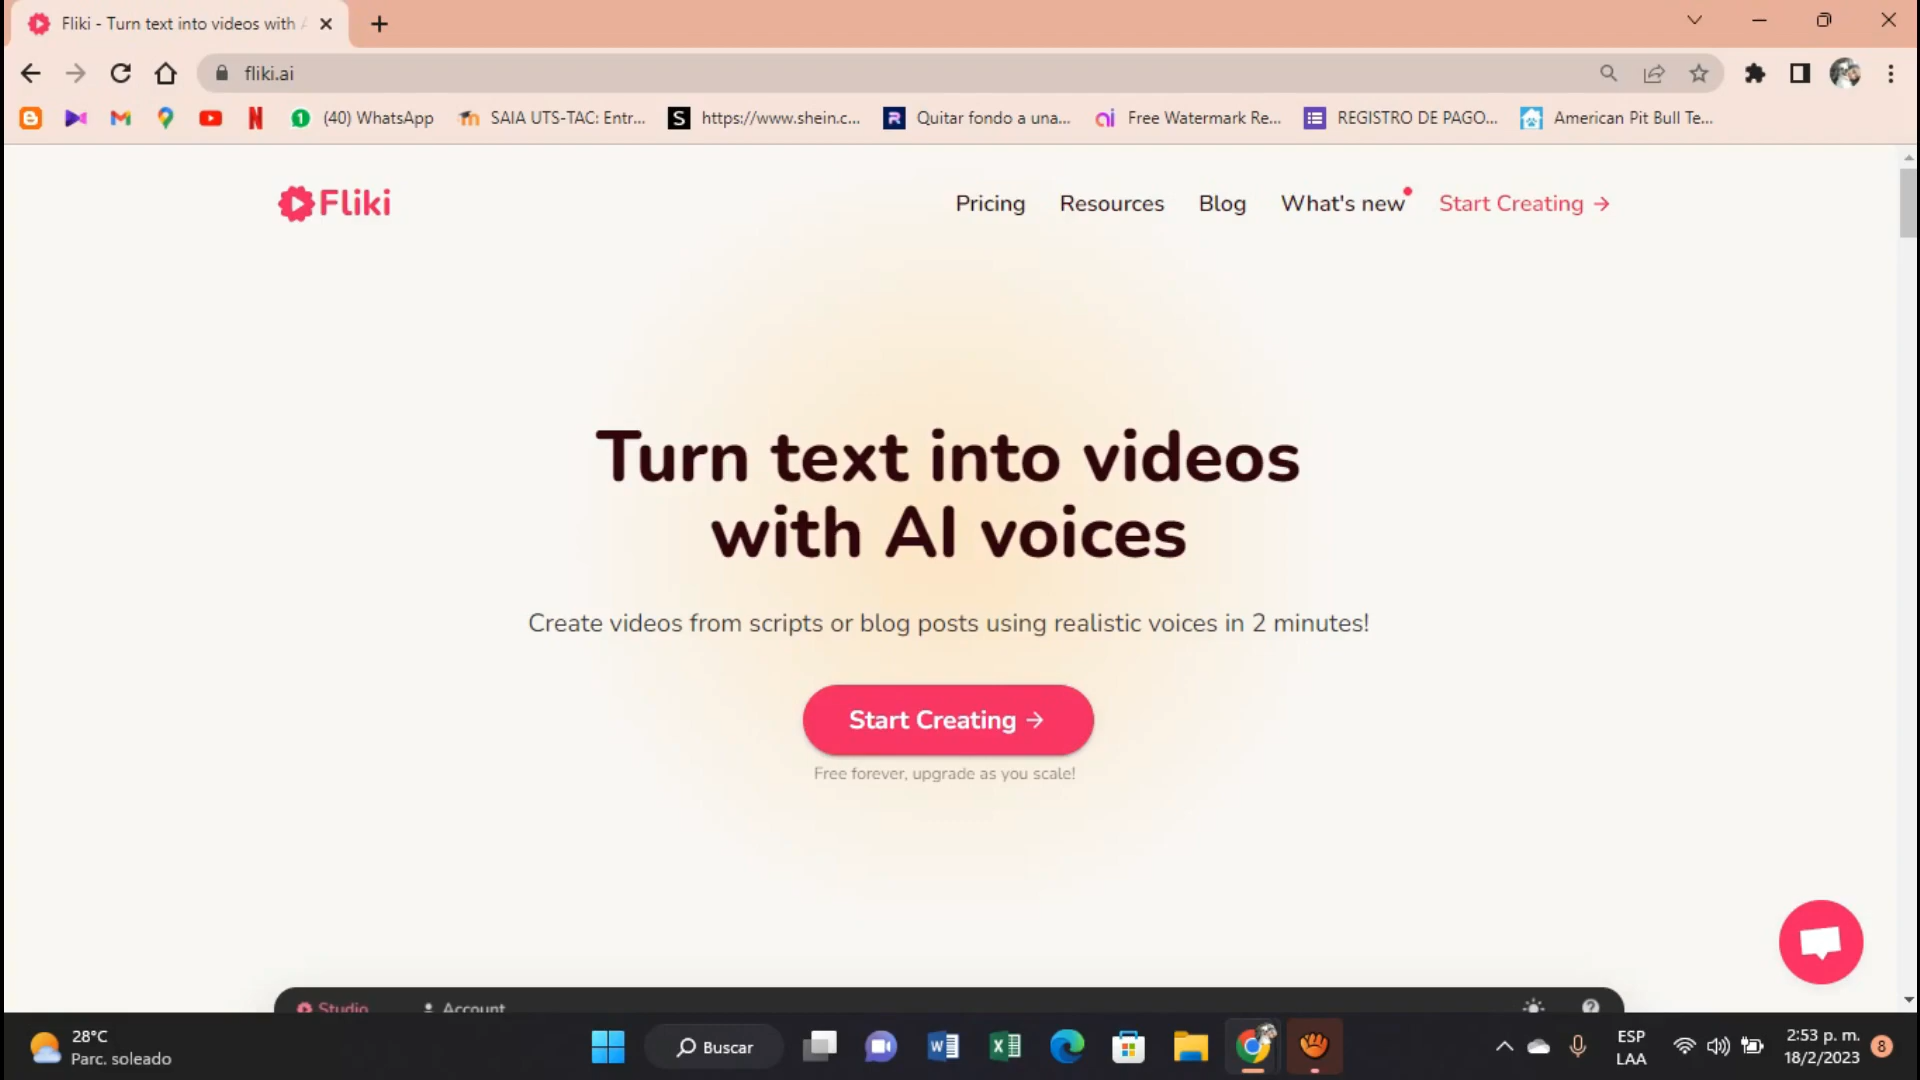 Fliki - Turn text into videos with A
fliki.ai
(40) WhatsApp
SAIA UTS-TAC: Entr...
https://www.shein.c...
Quitar fondo a una...
Free Watermark Re...
REGISTRO DE PAGO...
American Pit Bull Te...
Fliki
Pricing
Resources
Blog
What's new
Start Creating →
Turn text into videos
with AI voices
Create videos from scripts or blog posts using realistic voices in 2 minutes!
Start Creating →
Free forever, upgrade as you scale!
Studio
Account
28°C
Parc. soleado
Buscar
ESP
LAA
2:53 p. m.
18/2/2023
8